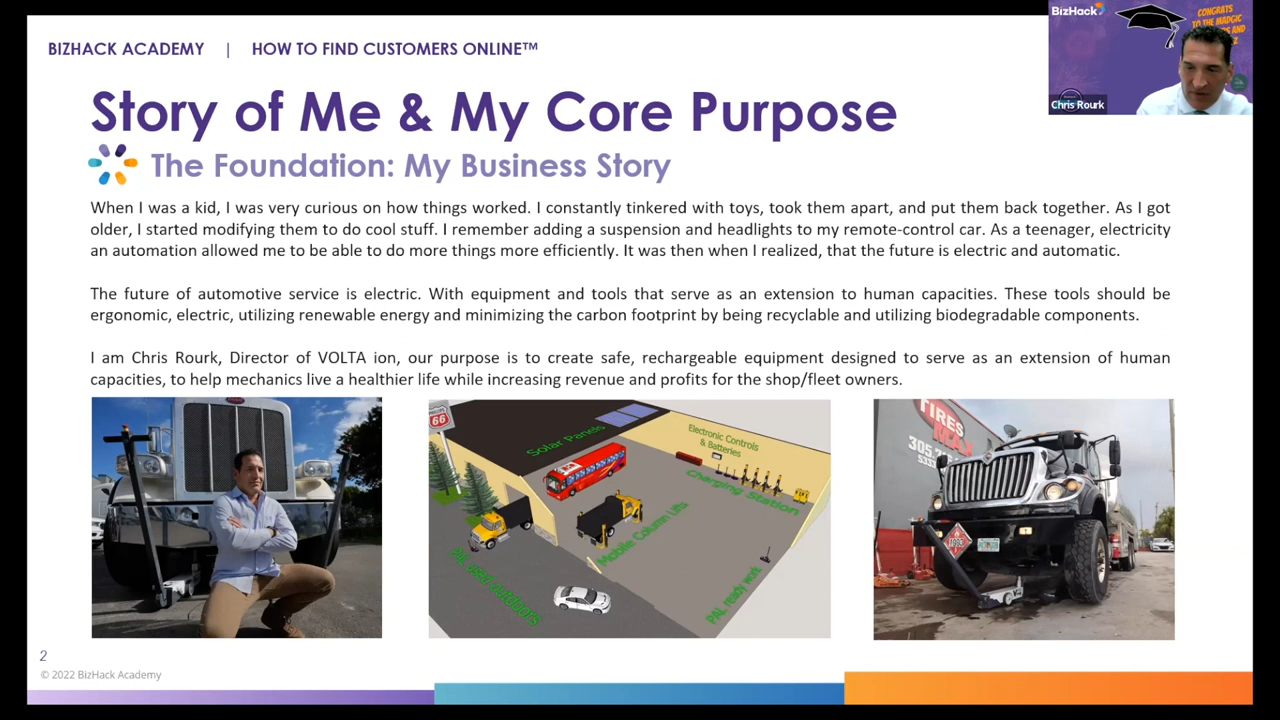 BIZHACK ACADEMY | HOW TO FIND CUSTOMERS ONLINE™
BizHack
CONGRATS
TO THE MADGIC
Chris Rourk
Story of Me & My Core Purpose
The Foundation: My Business Story
When I was a kid, I was very curious on how things worked. I constantly tinkered with toys, took them apart, and put them back together. As I got
older, I started modifying them to do cool stuff. I remember adding a suspension and headlights to my remote-control car. As a teenager, electricity
an automation allowed me to be able to do more things more efficiently. It was then when I realized, that the future is electric and automatic.
The future of automotive service is electric. With equipment and tools that serve as an extension to human capacities. These tools should be
ergonomic, electric, utilizing renewable energy and minimizing the carbon footprint by being recyclable and utilizing biodegradable components.
I am Chris Rourk, Director of VOLTA ion, our purpose is to create safe, rechargeable equipment designed to serve as an extension of human
capacities, to help mechanics live a healthier life while increasing revenue and profits for the shop/fleet owners.
66
Solar Panels
Electronic Controls
& Batteries
Charging Station
Mobile Column Lifts
PAL used outdoors
PAL ready work
TIRES
305
1993
2
© 2022 BizHack Academy